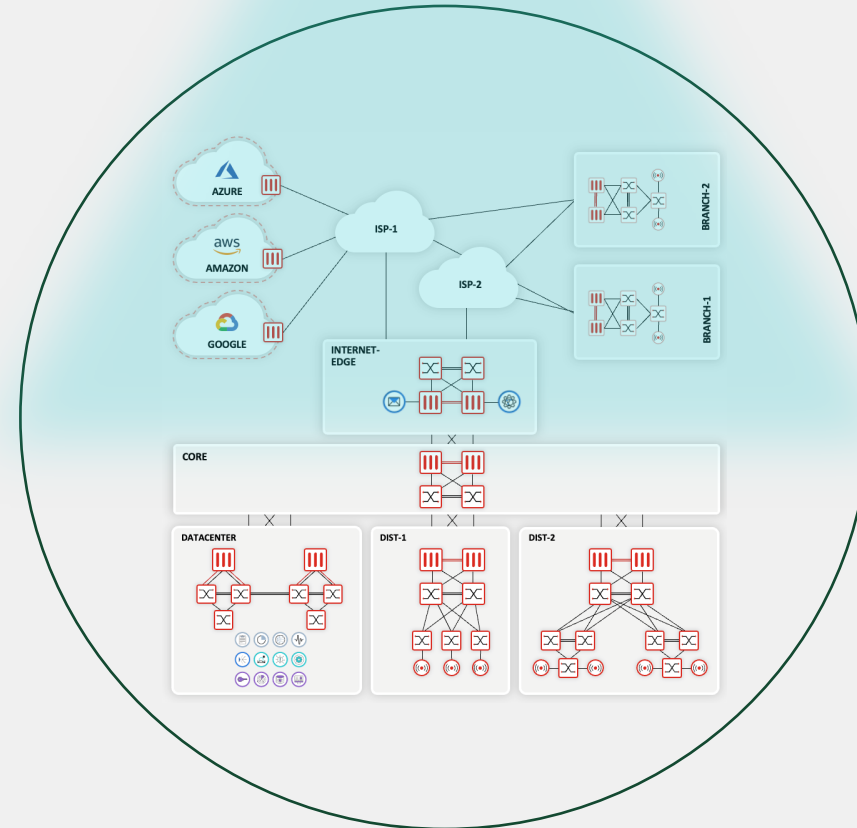 AZURE
aws
AMAZON
GOOGLE
ISP-1
ISP-2
BRANCH-2
BRANCH-1
INTERNET-
EDGE
CORE
DATACENTER
DIST-1
DIST-2